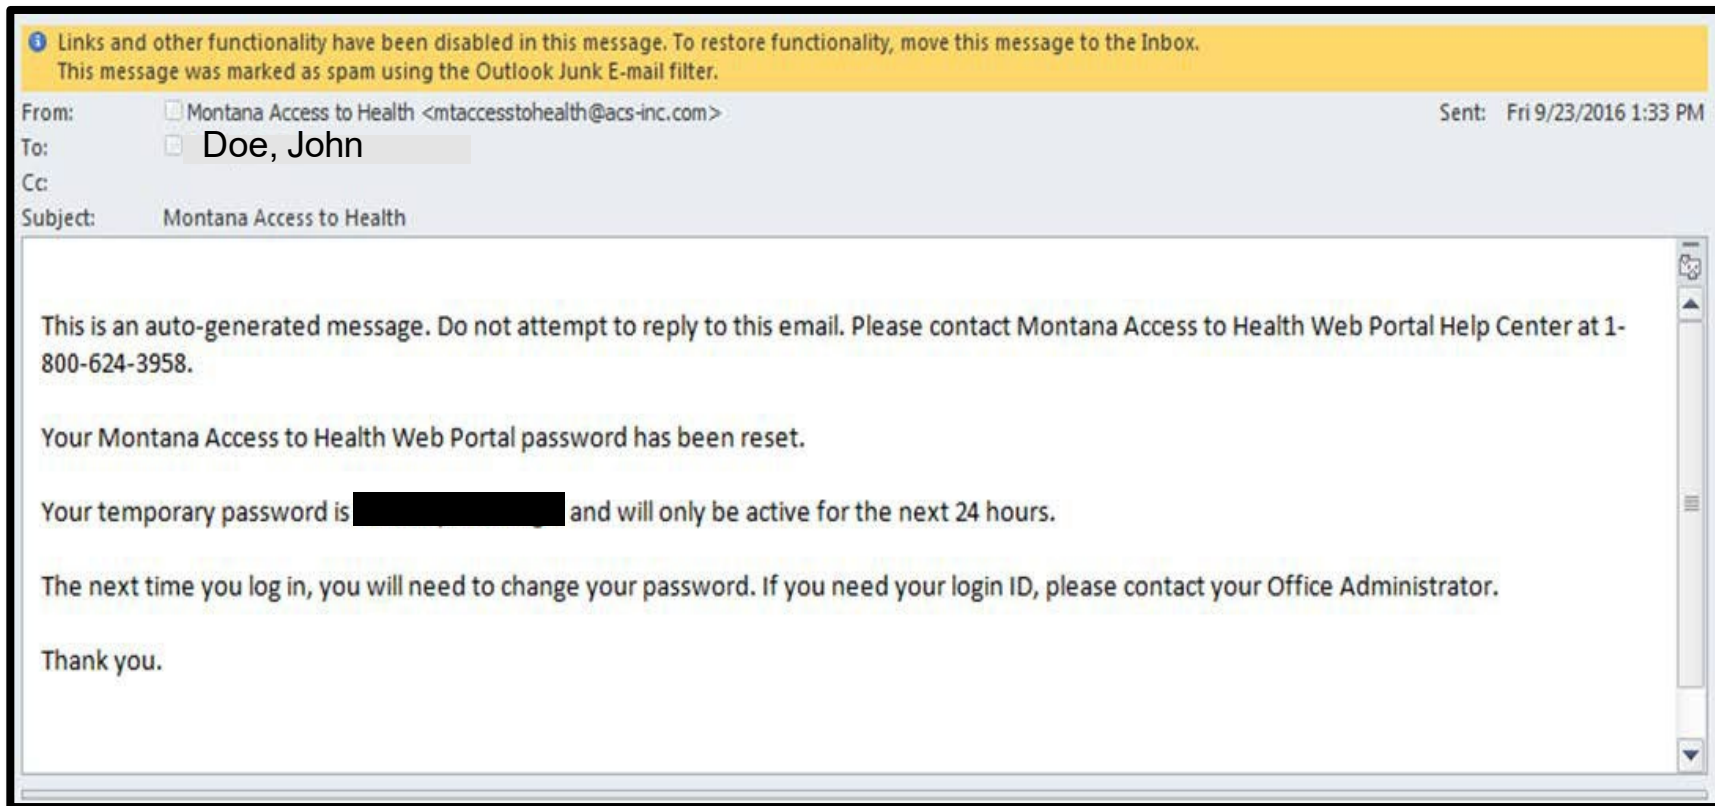 Links and other functionality have been disabled in this message. To restore functionality, move this message to the Inbox.
This message was marked as spam using the Outlook Junk E-mail filter.
From: Montana Access to Health <mtaccesstohealth@acs-inc.com> Sent: Fri 9/23/2016 1:33 PM
To: Doe, John
Cc:
Subject: Montana Access to Health
This is an auto-generated message. Do not attempt to reply to this email. Please contact Montana Access to Health Web Portal Help Center at 1-
800-624-3958.
Your Montana Access to Health Web Portal password has been reset.
Your temporary password is and will only be active for the next 24 hours.
The next time you log in, you will need to change your password. If you need your login ID, please contact your Office Administrator.
Thank you.